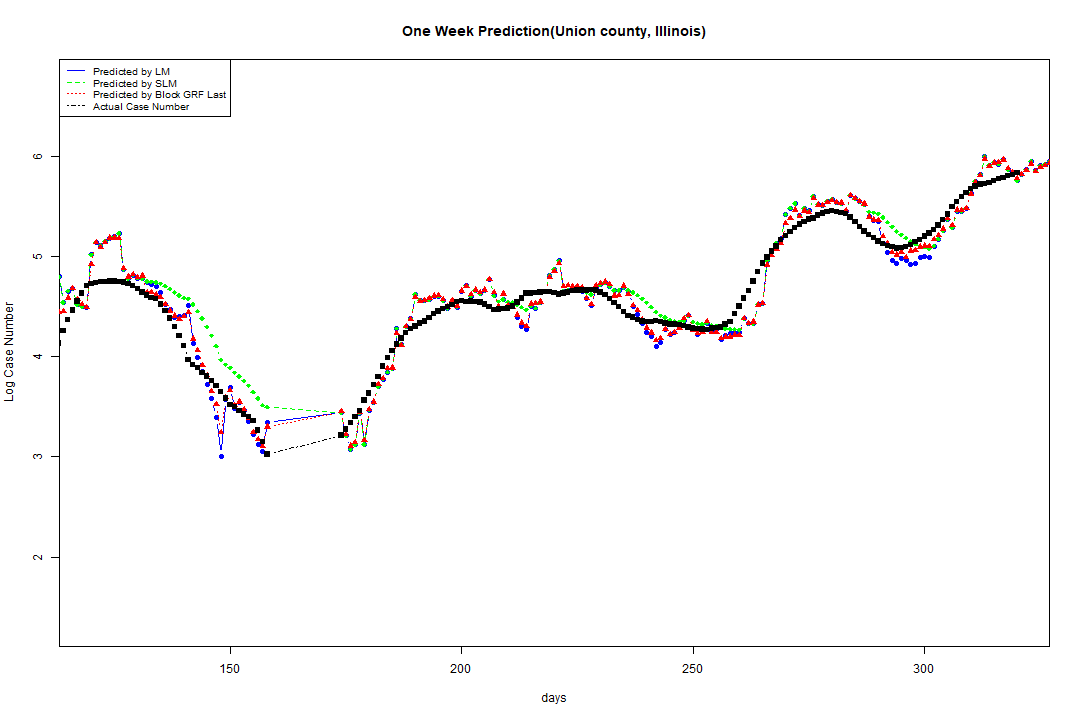 One Week Prediction(Union county, Illinois)
Predicted by LM
Predicted by SLM
Predicted by Block GRF Last
Actual Case Number
Log Case Number
6
5
4
3
2
150
200
250
300
days